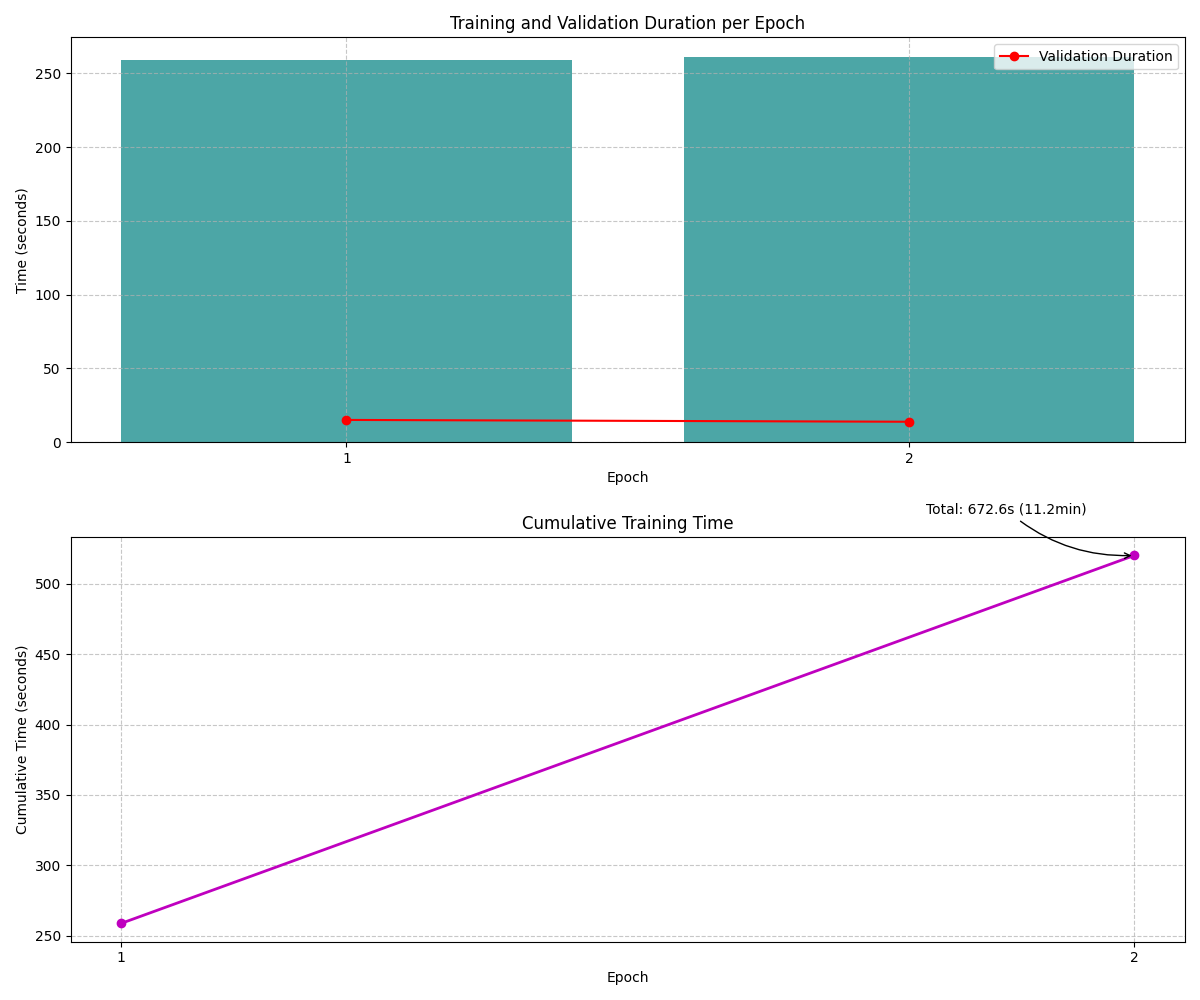 Training and Validation Duration per Epoch
Validation Duration
Time (seconds)
250
200
150
100
50
0
1
2
Epoch
Total: 672.6s (11.2min)
Cumulative Training Time
Cumulative Time (seconds)
500
450
400
350
300
250
1
2
Epoch